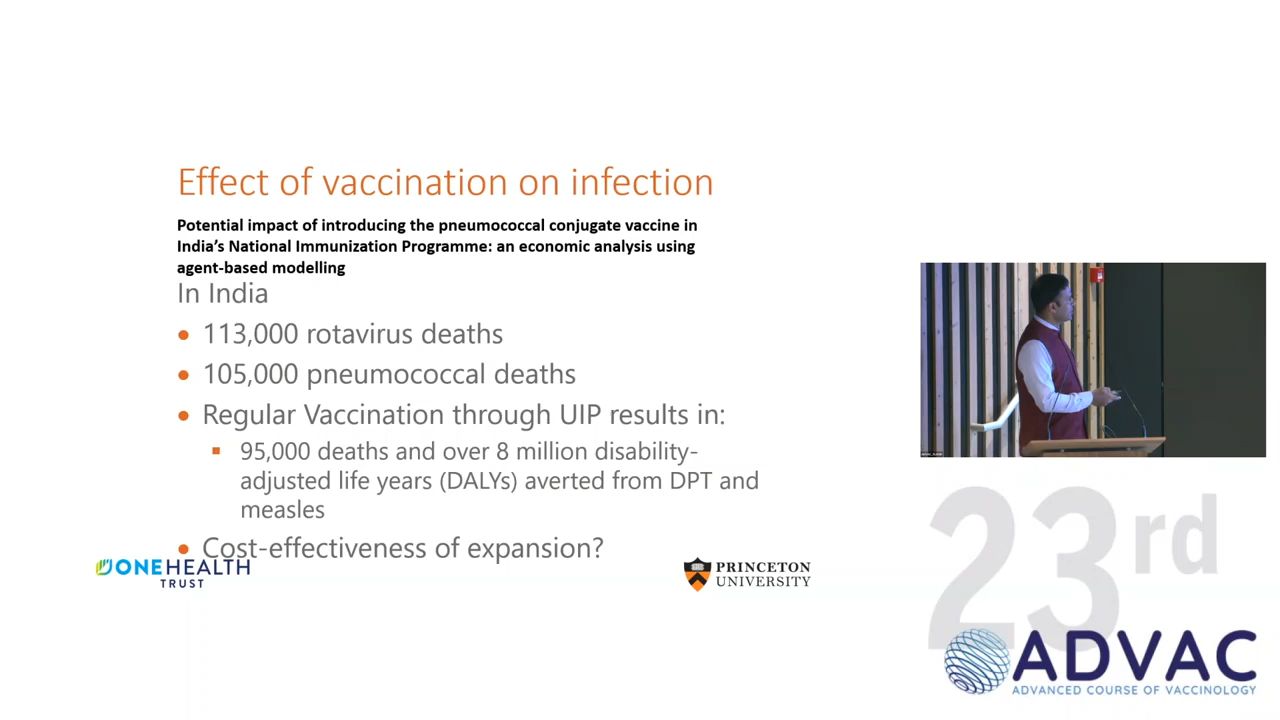 Effect of vaccination on infection
Potential impact of introducing the pneumococcal conjugate vaccine in
India's National Immunization Programme: an economic analysis using
agent-based modelling
In India
• 113,000 rotavirus deaths
• 105,000 pneumococcal deaths
• Regular Vaccination through UIP results in:
▪ 95,000 deaths and over 8 million disability-
adjusted life years (DALYs) averted from DPT and
measles
• Cost-effectiveness of expansion?
ONEHEALTH
TRUST
PRINCETON
UNIVERSITY
23rd
ADVAC
ADVANCED COURSE OF VACCINOLOGY